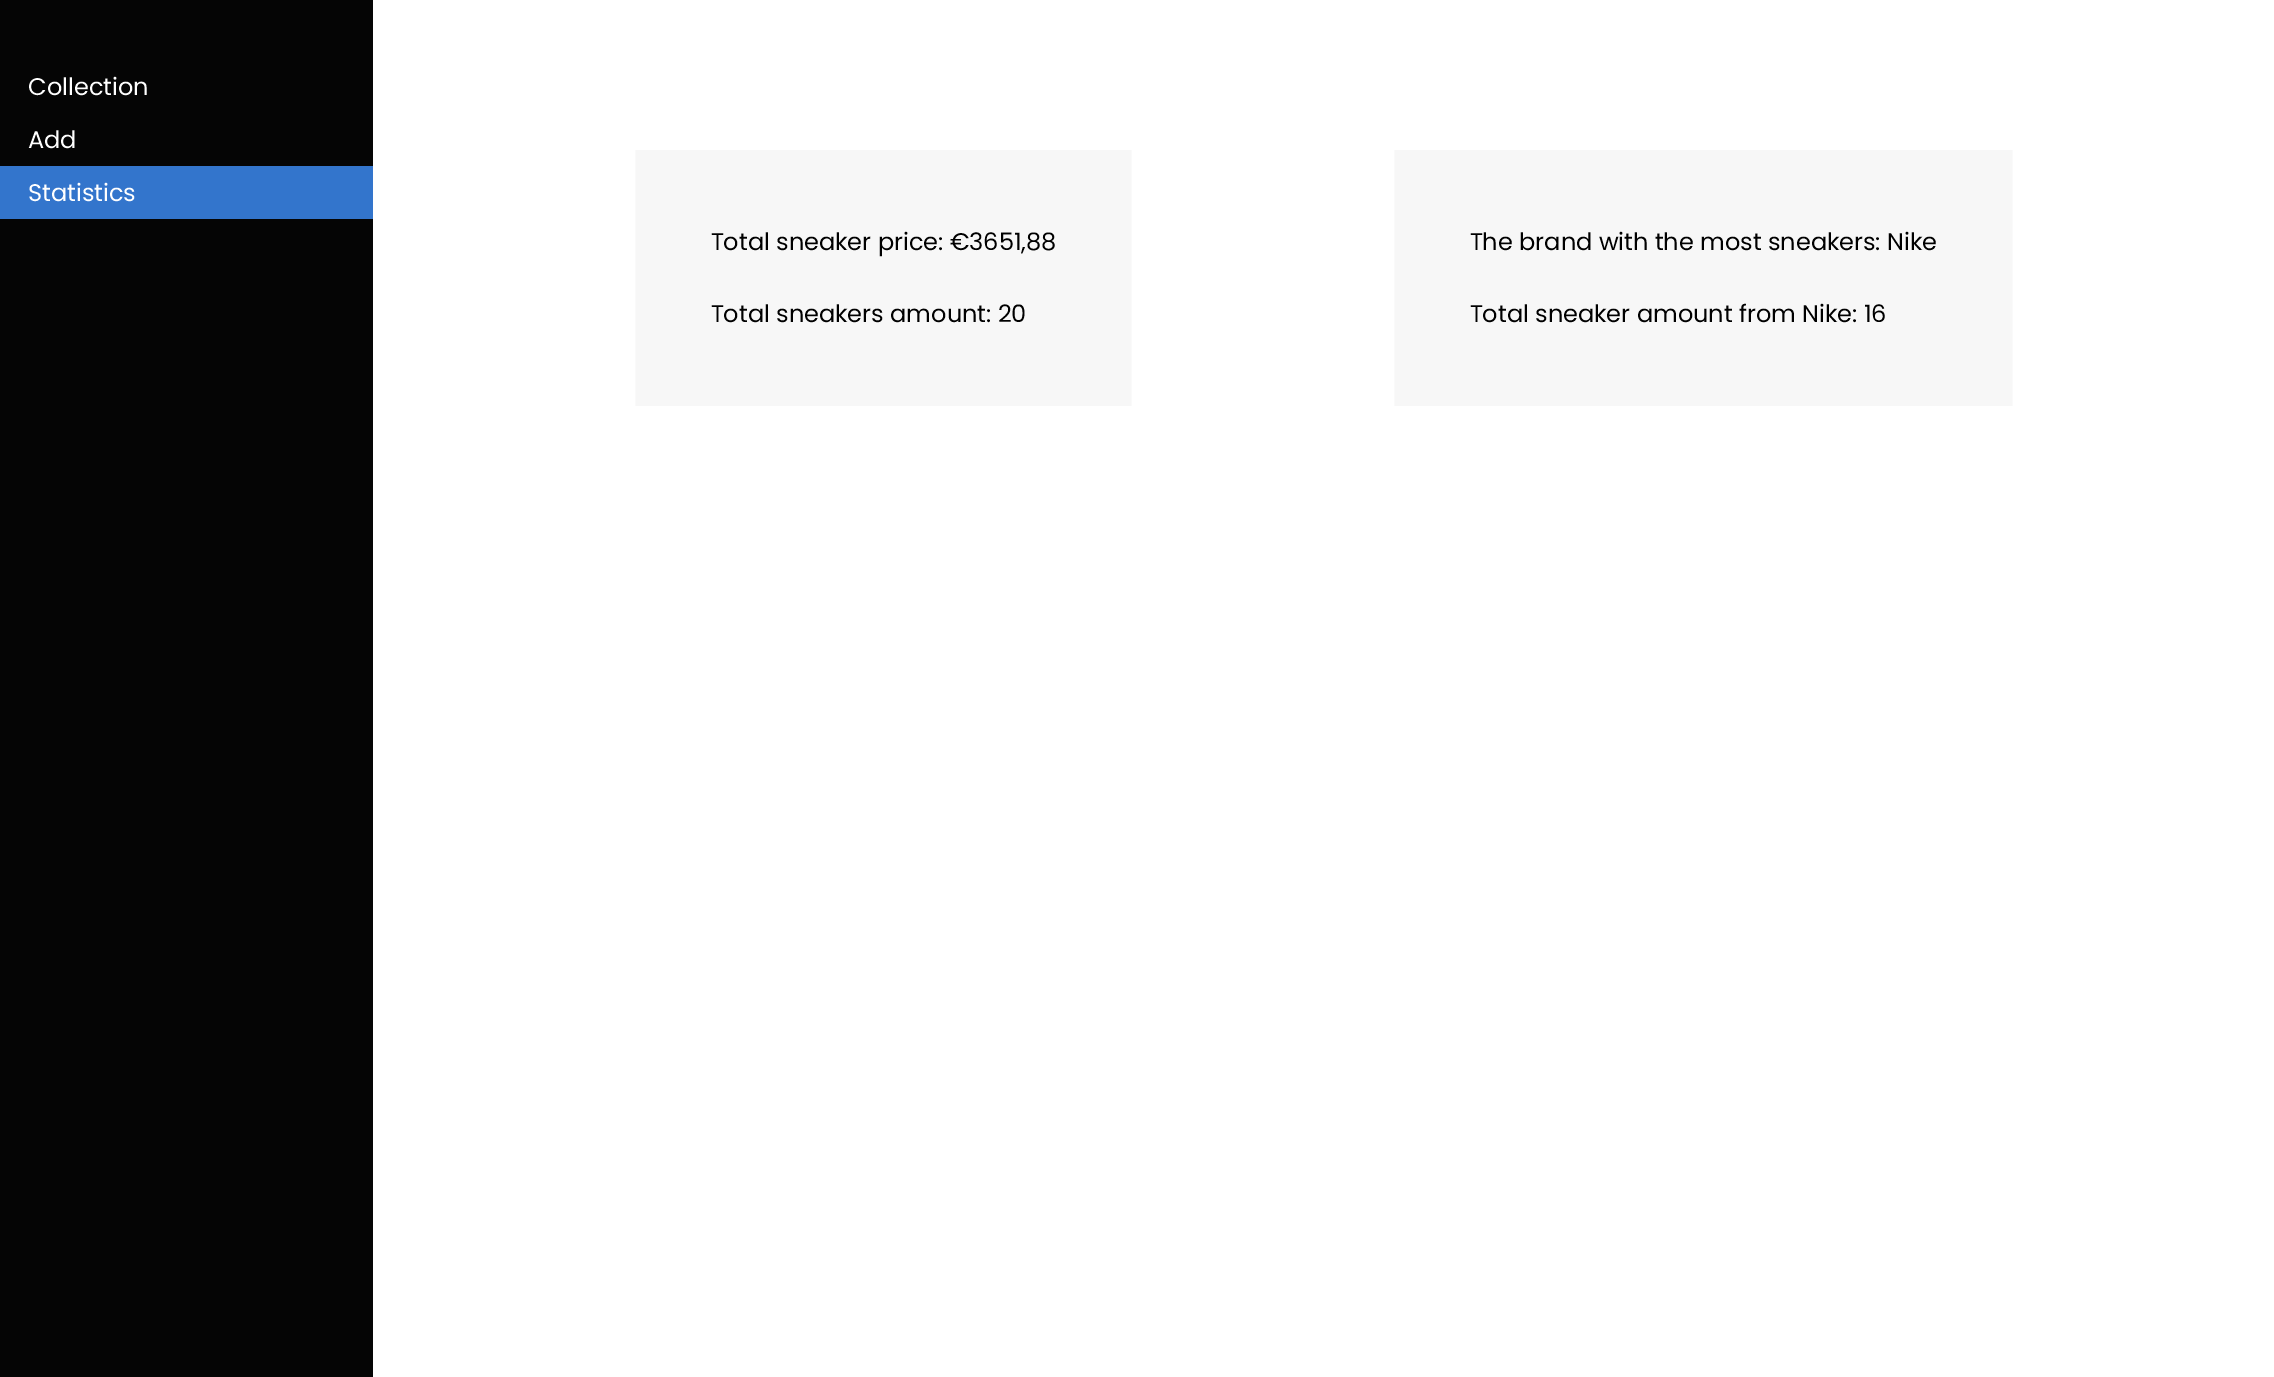 Collection
Add
Statistics
Total sneaker price: €3651,88
Total sneakers amount: 20
The brand with the most sneakers: Nike
Total sneaker amount from Nike: 16